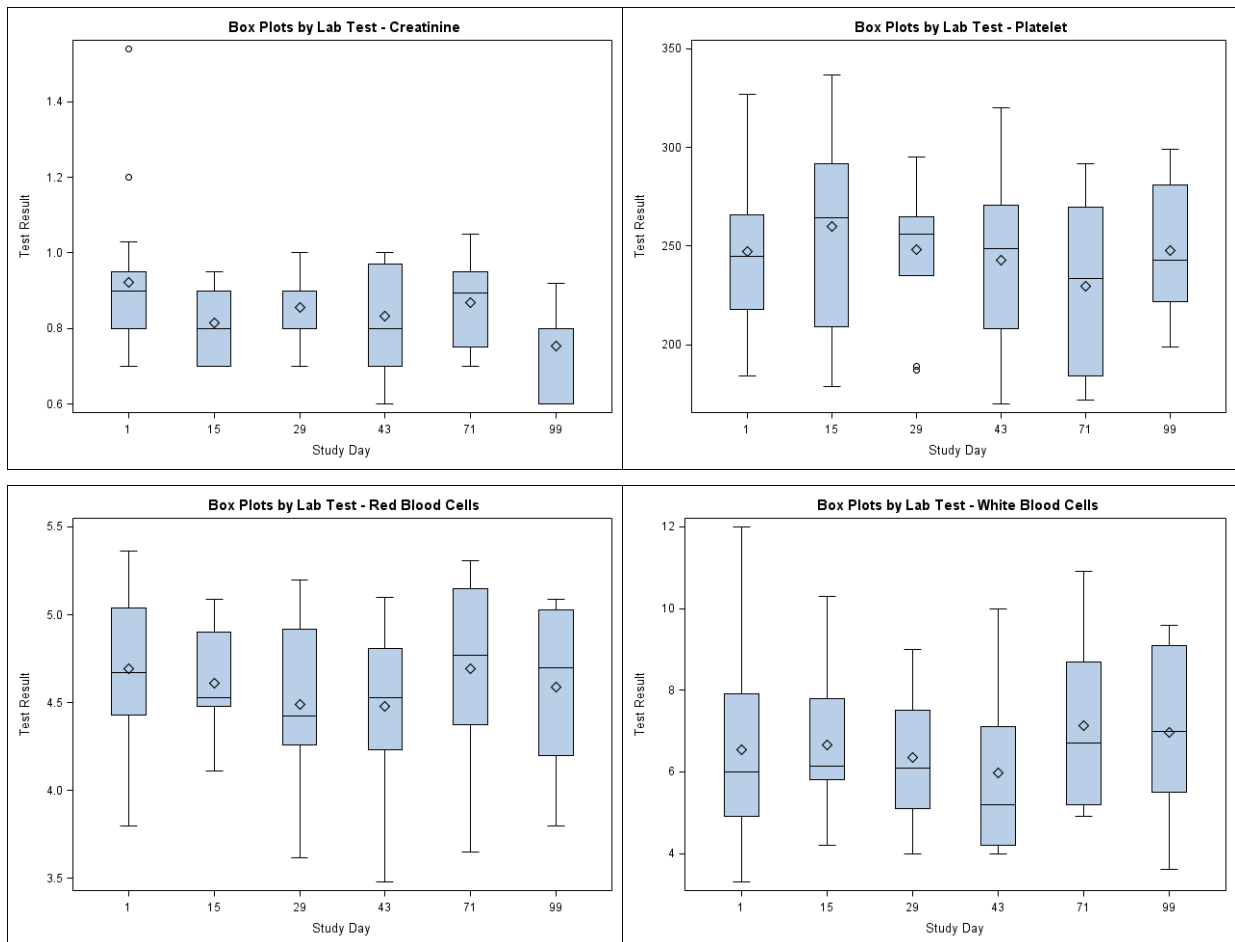 Box Plots by Lab Test - Creatinine
1.4
1.2
1.0
0.8
0.6
Test Result
1 15 29 43 71 99
Study Day
Box Plots by Lab Test - Platelet
350
300
250
200
Test Result
1 15 29 43 71 99
Study Day
Box Plots by Lab Test - Red Blood Cells
5.5
5.0
4.5
4.0
3.5
Test Result
1 15 29 43 71 99
Study Day
Box Plots by Lab Test - White Blood Cells
12
10
8
6
4
Test Result
1 15 29 43 71 99
Study Day